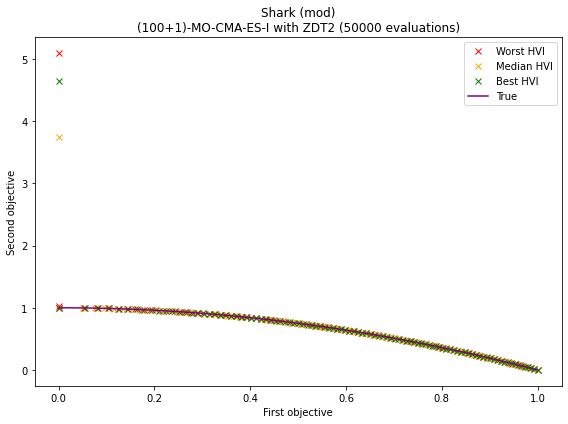 Shark (mod)
(100+1)-MO-CMA-ES-I with ZDT2 (50000 evaluations)
Worst HVI
Median HVI
Best HVI
True
Second objective
5
4
3
2
1
0
0.0 0.2 0.4 0.6 0.8 1.0
First objective